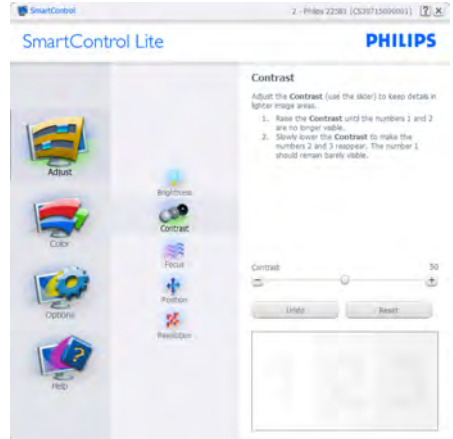 SmartControl
2 - Philips 225B1 (CS30715000001)
SmartControl Lite
PHILIPS
Adjust
Color
Options
Help
Brightness
Contrast
Focus
Position
Resolution
Contrast
Adjust the Contrast (use the slider) to keep details in
lighter image areas.
1. Raise the Contrast until the numbers 1 and 2
are no longer visible.
2. Slowly lower the Contrast to make the
numbers 2 and 3 reappear. The number 1
should remain barely visible.
Contrast
50
Undo
Reset
1 2 3